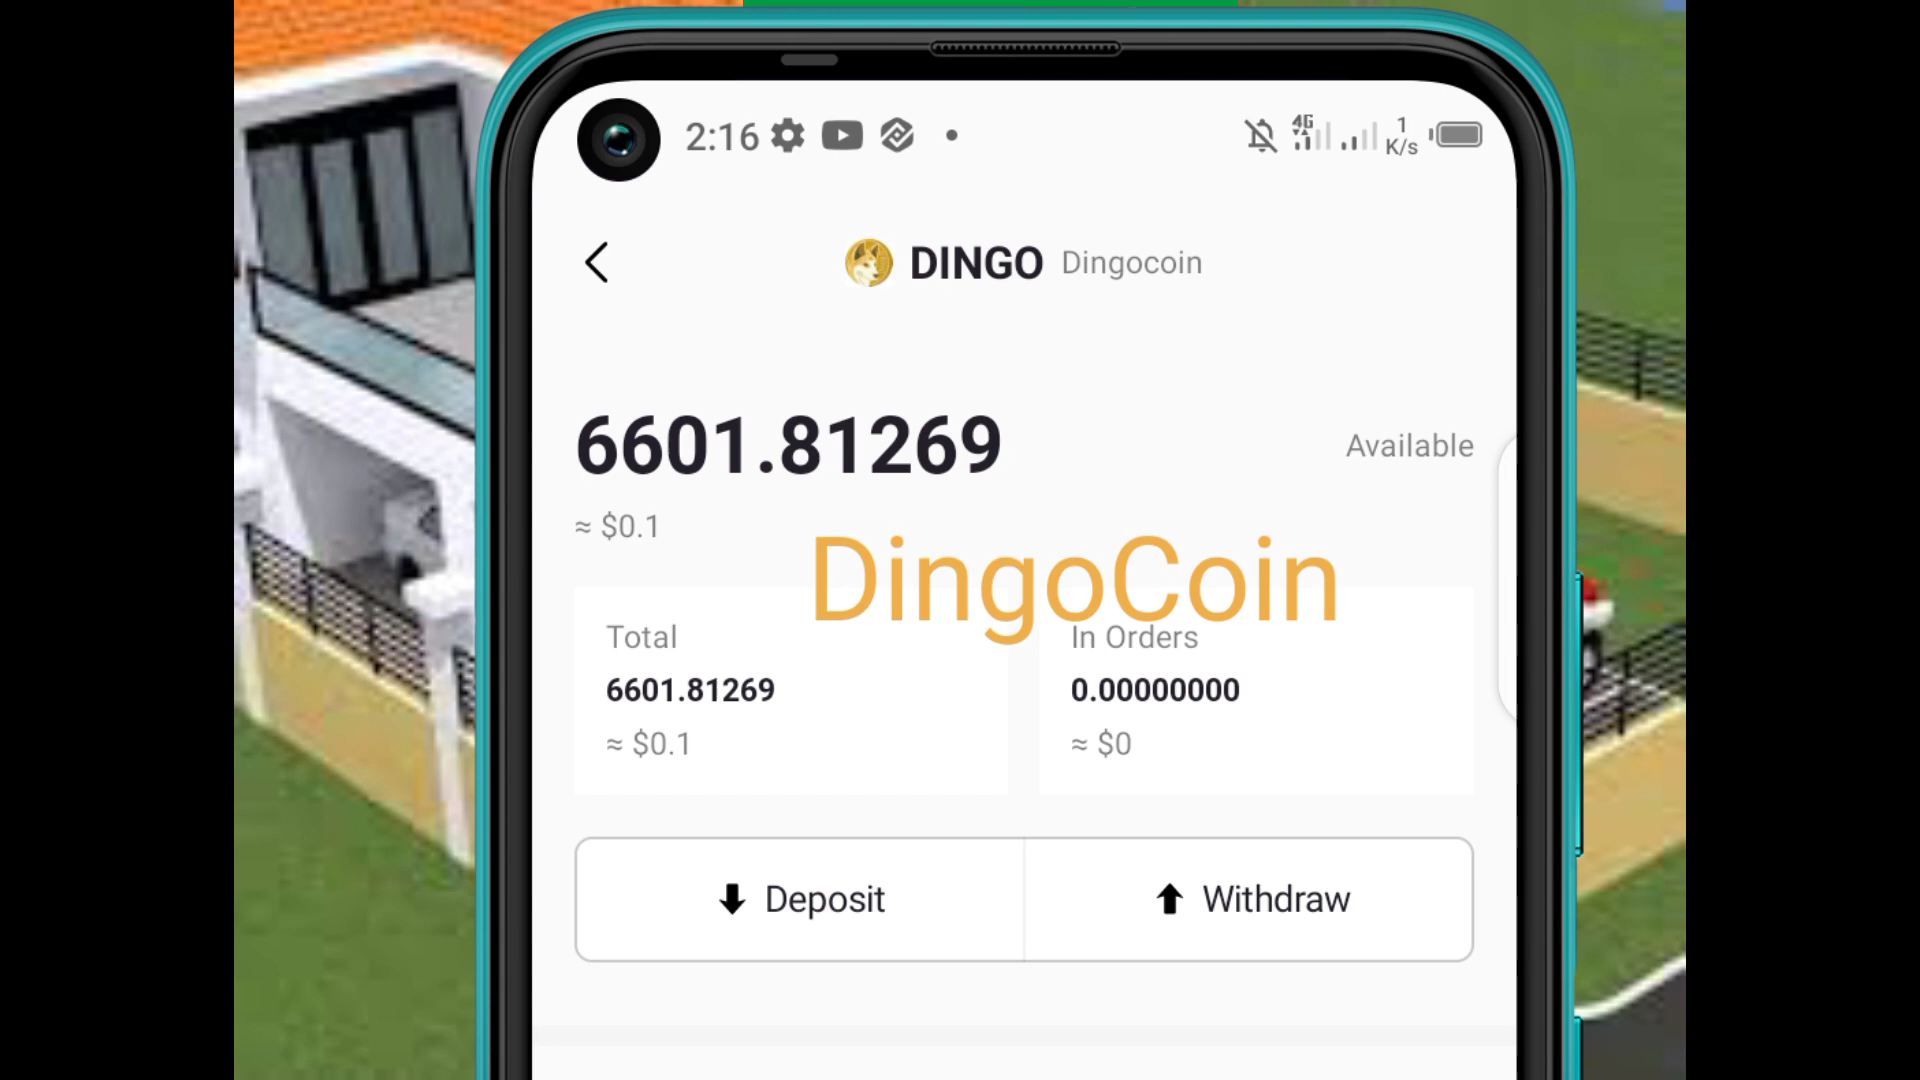 2:16
4G
1
K/s
DINGO Dingocoin
6601.81269
Available
≈ $0.1
DingoCoin
Total
6601.81269
≈ $0.1
In Orders
0.00000000
≈ $0
Deposit
Withdraw